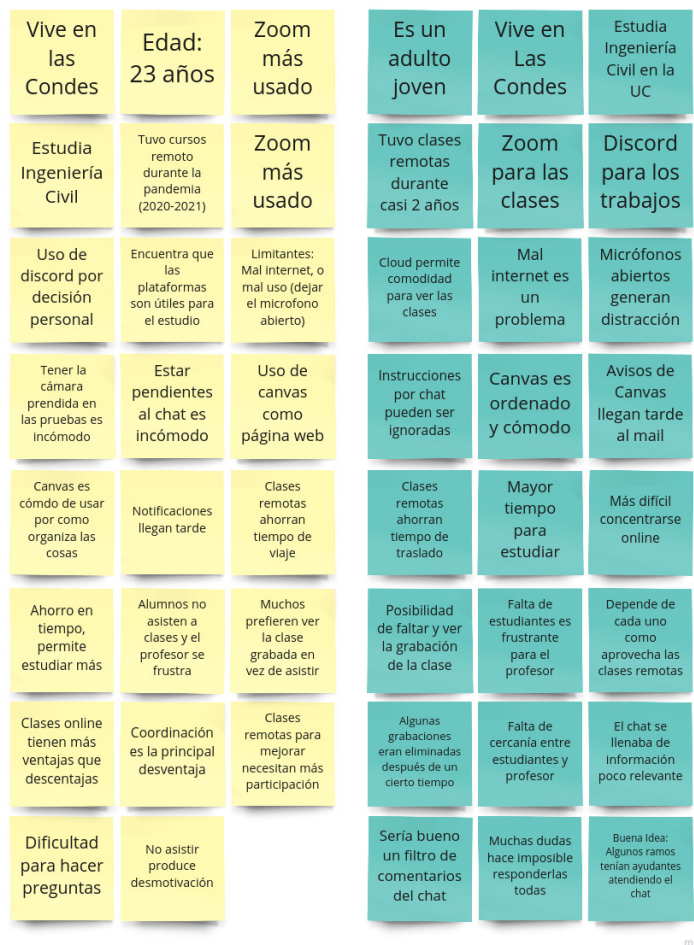 Vive en
las
Condes
Edad:
23 años
Zoom
más
usado
Estudia
Ingeniería
Civil
Tuvo cursos
remoto
durante la
pandemia
(2020-2021)
Zoom
más
usado
Uso de
discord por
decisión
personal
Encuentra que
las
plataformas
son útiles para
el estudio
Limitantes:
Mal internet, o
mal uso (dejar
el microfono
abierto)
Tener la
cámara
prendida en
las pruebas es
incómodo
Estar
pendientes
al chat es
incómodo
Uso de
canvas
como
página web
Canvas es
cómdo de usar
por como
organiza las
cosas
Notificaciones
llegan tarde
Clases
remotas
ahorran
tiempo de
viaje
Ahorro en
tiempo,
permite
estudiar más
Alumnos no
asisten a
clases y el
profesor se
frustra
Muchos
prefieren ver
la clase
grabada en
vez de asistir
Clases online
tienen más
ventajas que
descentajas
Coordinación
es la principal
desventaja
Clases
remotas para
mejorar
necesitan más
participación
Dificultad
para hacer
preguntas
No asistir
produce
desmotivación
Es un
adulto
joven
Vive en
Las
Condes
Estudia
Ingeniería
Civil en la
UC
Tuvo clases
remotas
durante
casi 2 años
Zoom
para las
clases
Discord
para los
trabajos
Cloud permite
comodidad
para ver las
clases
Mal
internet es
un
problema
Micrófonos
abiertos
generan
distracción
Instrucciones
por chat
pueden ser
ignoradas
Canvas es
ordenado
y cómodo
Avisos de
Canvas
llegan tarde
al mail
Clases
remotas
ahorran
tiempo de
traslado
Mayor
tiempo
para
estudiar
Más difícil
concentrarse
online
Posibilidad
de faltar y ver
la grabación
de la clase
Falta de
estudiantes es
frustrante
para el
profesor
Depende de
cada uno
como
aprovecha las
clases remotas
Algunas
grabaciones
eran eliminadas
después de un
cierto tiempo
Falta de
cercanía entre
estudiantes y
profesor
El chat se
llenaba de
información
poco relevante
Sería bueno
un filtro de
comentarios
del chat
Muchas dudas
hace imposible
responderlas
todas
Buena Idea:
Algunos ramos
tenían ayudantes
atendiendo el
chat